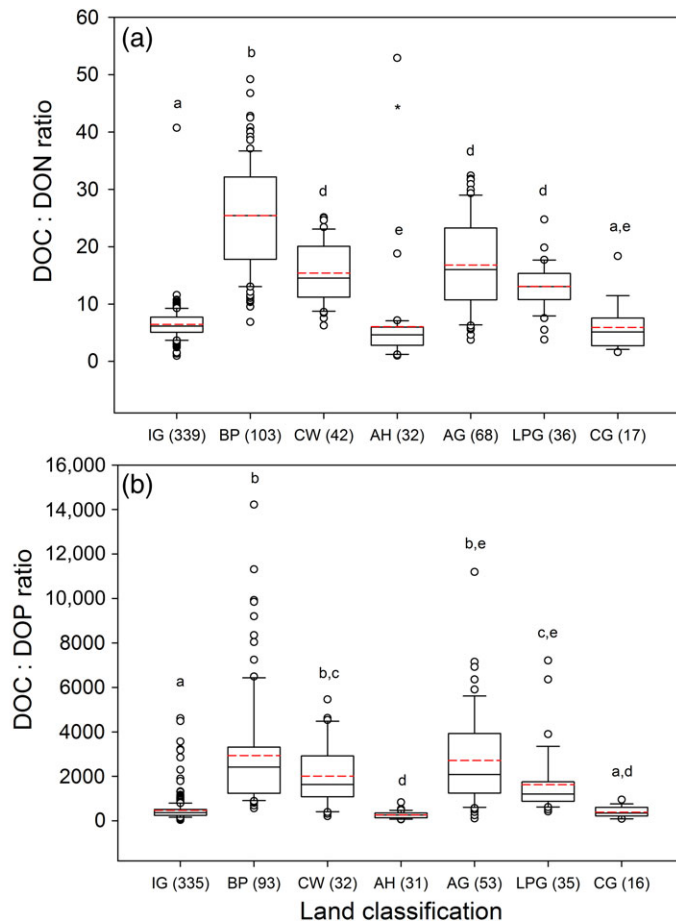 (a)
DOC : DON ratio
60
50
40
30
20
10
0
a
b
d
*
e
d
d
a,e
IG (339) BP (103) CW (42) AH (32) AG (68) LPG (36) CG (17)
(b)
DOC : DOP ratio
16,000
14,000
12,000
10,000
8000
6000
4000
2000
0
a
b
b,c
d
b,e
c,e
a,d
IG (335) BP (93) CW (32) AH (31) AG (53) LPG (35) CG (16)
Land classification